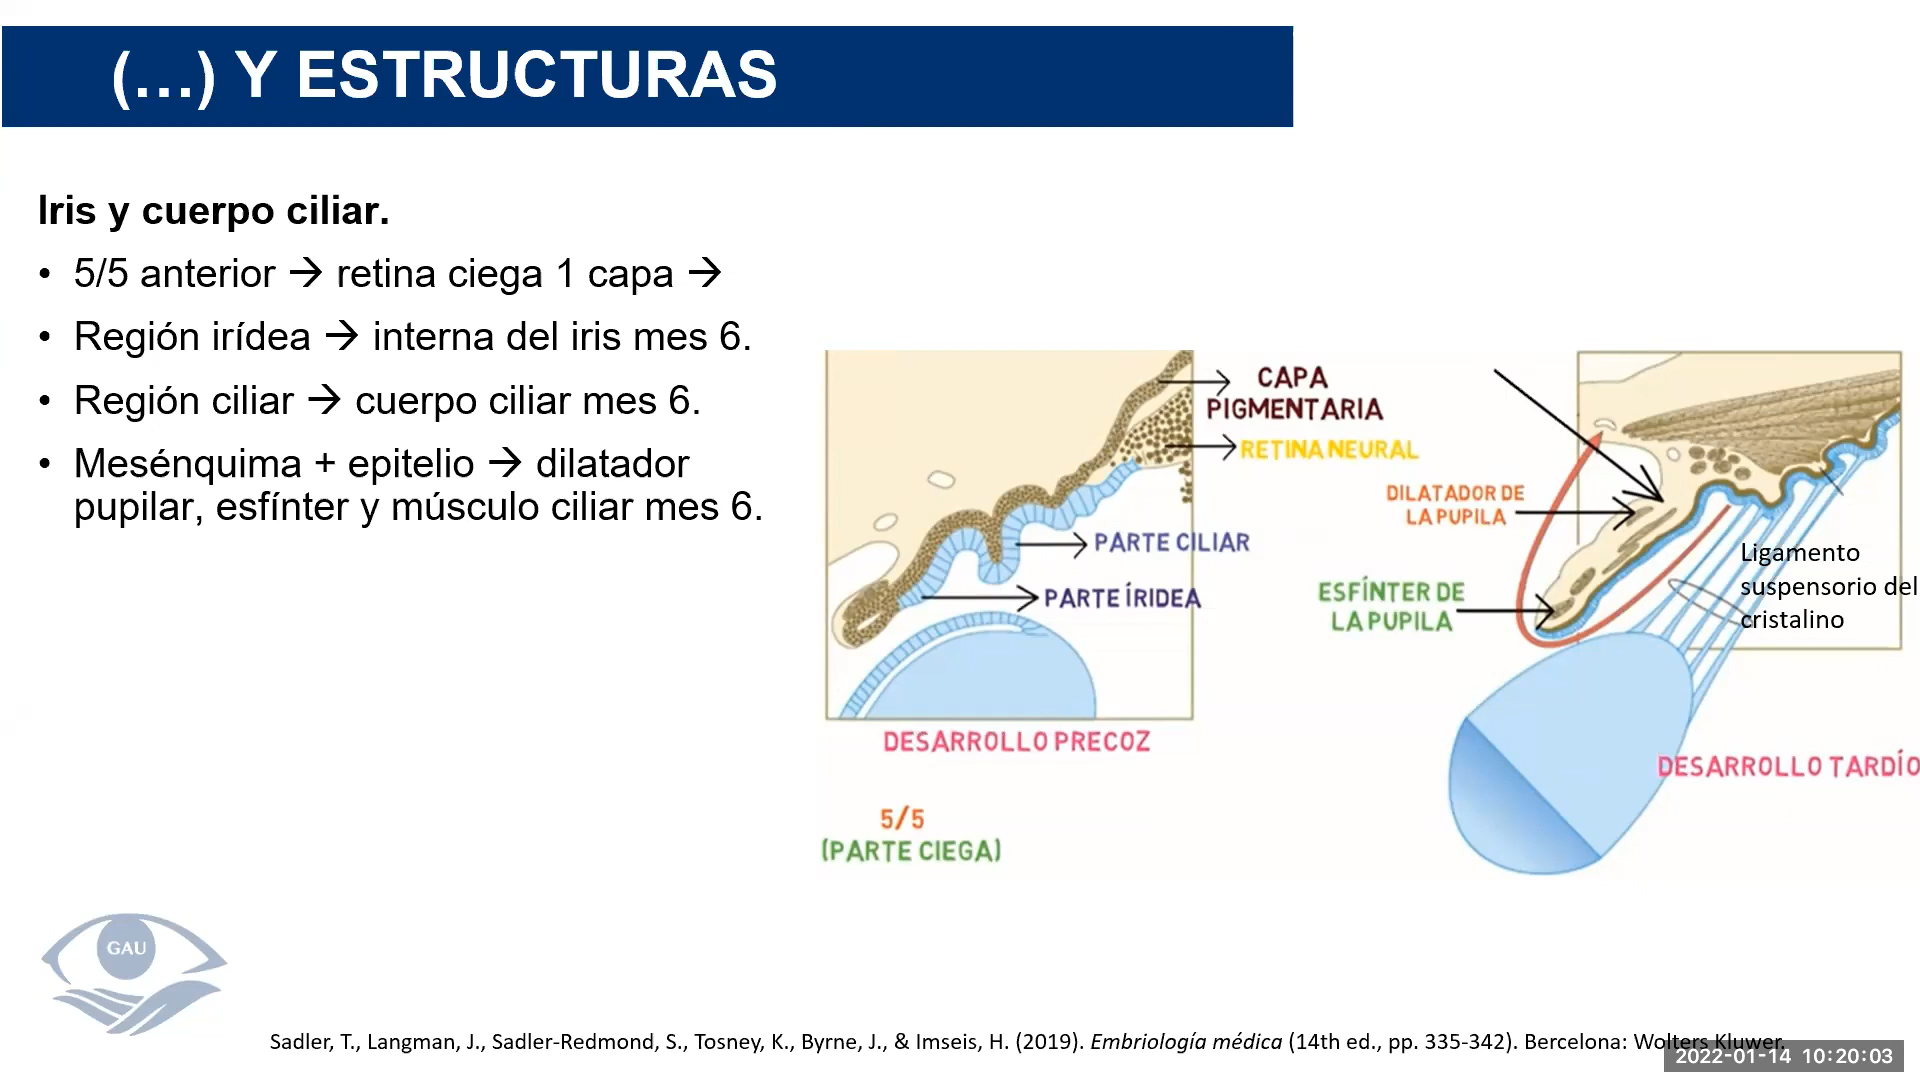 (…) Y ESTRUCTURAS
Iris y cuerpo ciliar.
• 5/5 anterior → retina ciega 1 capa →
• Región irídea → interna del iris mes 6.
• Región ciliar → cuerpo ciliar mes 6.
• Mesénquima + epitelio → dilatador
pupilar, esfínter y músculo ciliar mes 6.
CAPA
PIGMENTARIA
RETINA NEURAL
PARTE CILIAR
PARTE ÍRIDEA
DESARROLLO PRECOZ
5/5
(PARTE CIEGA)
DILATADOR DE
LA PUPILA
ESFÍNTER DE
LA PUPILA
Ligamento
suspensorio del
cristalino
DESARROLLO TARDÍO
GAU
Sadler, T., Langman, J., Sadler-Redmond, S., Tosney, K., Byrne, J., & Imseis, H. (2019). Embriología médica (14th ed., pp. 335-342). Bercelona: Wolters Kluwer.
2022-01-14 10:20:03